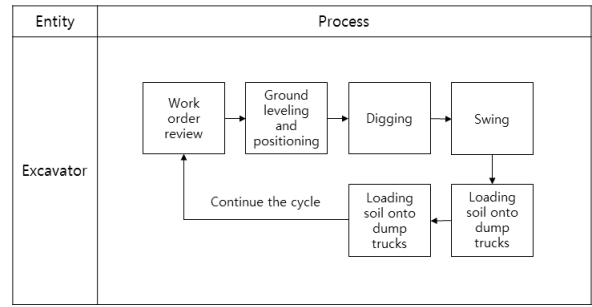 Entity
Process
Excavator
Work
order
review
Ground
leveling
and
positioning
Digging
Swing
Loading
soil onto
dump
trucks
Loading
soil onto
dump
trucks
Continue the cycle